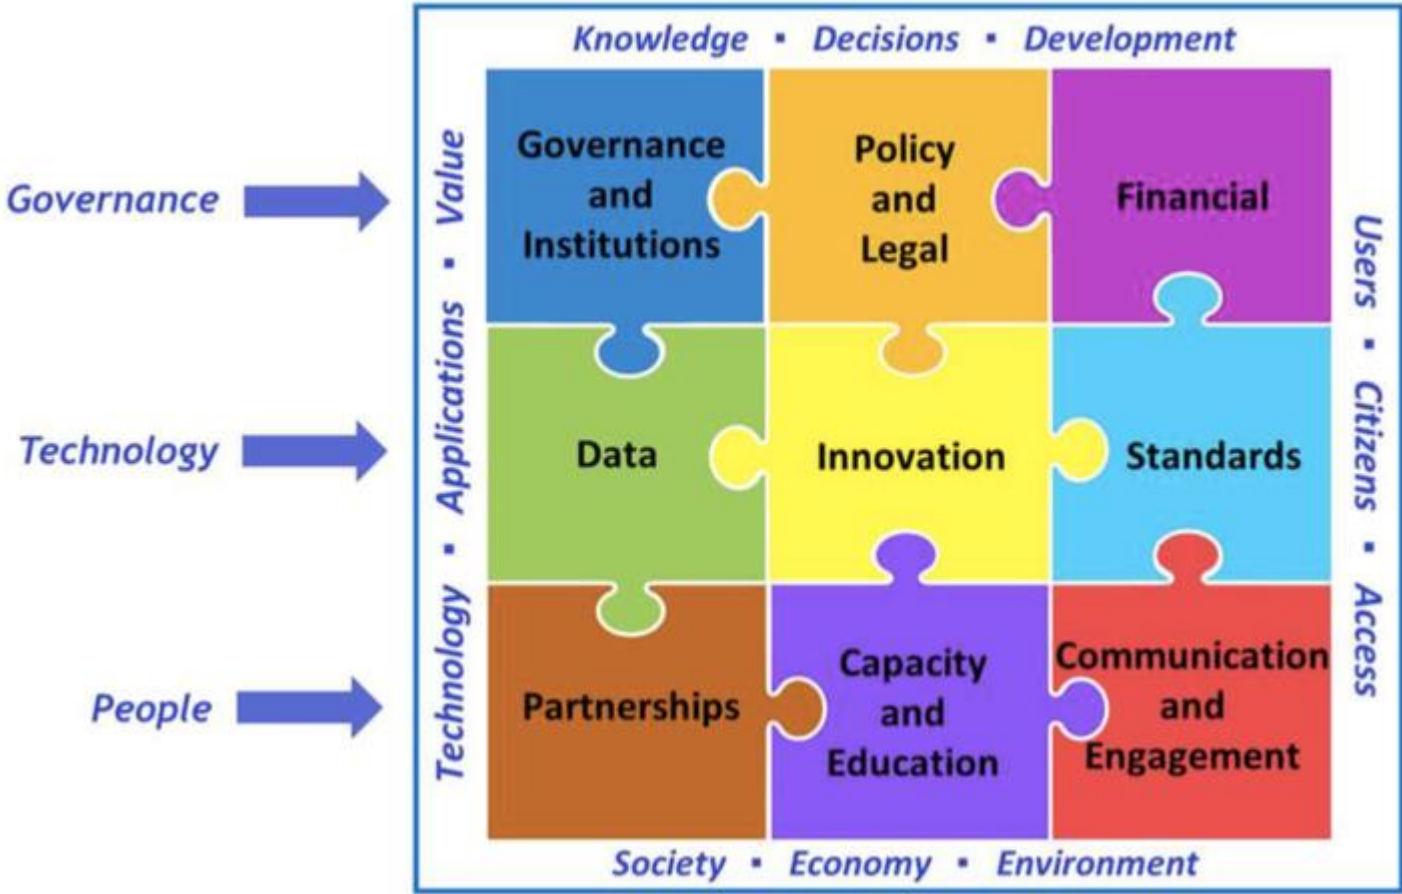 Knowledge ▪ Decisions ▪ Development
Governance
Technology
People
Technology ▪ Applications ▪ Value
Governance
and
Institutions
Policy
and
Legal
Financial
Data
Innovation
Standards
Partnerships
Capacity
and
Education
Communication
and
Engagement
Users ▪ Citizens ▪ Access
Society ▪ Economy ▪ Environment